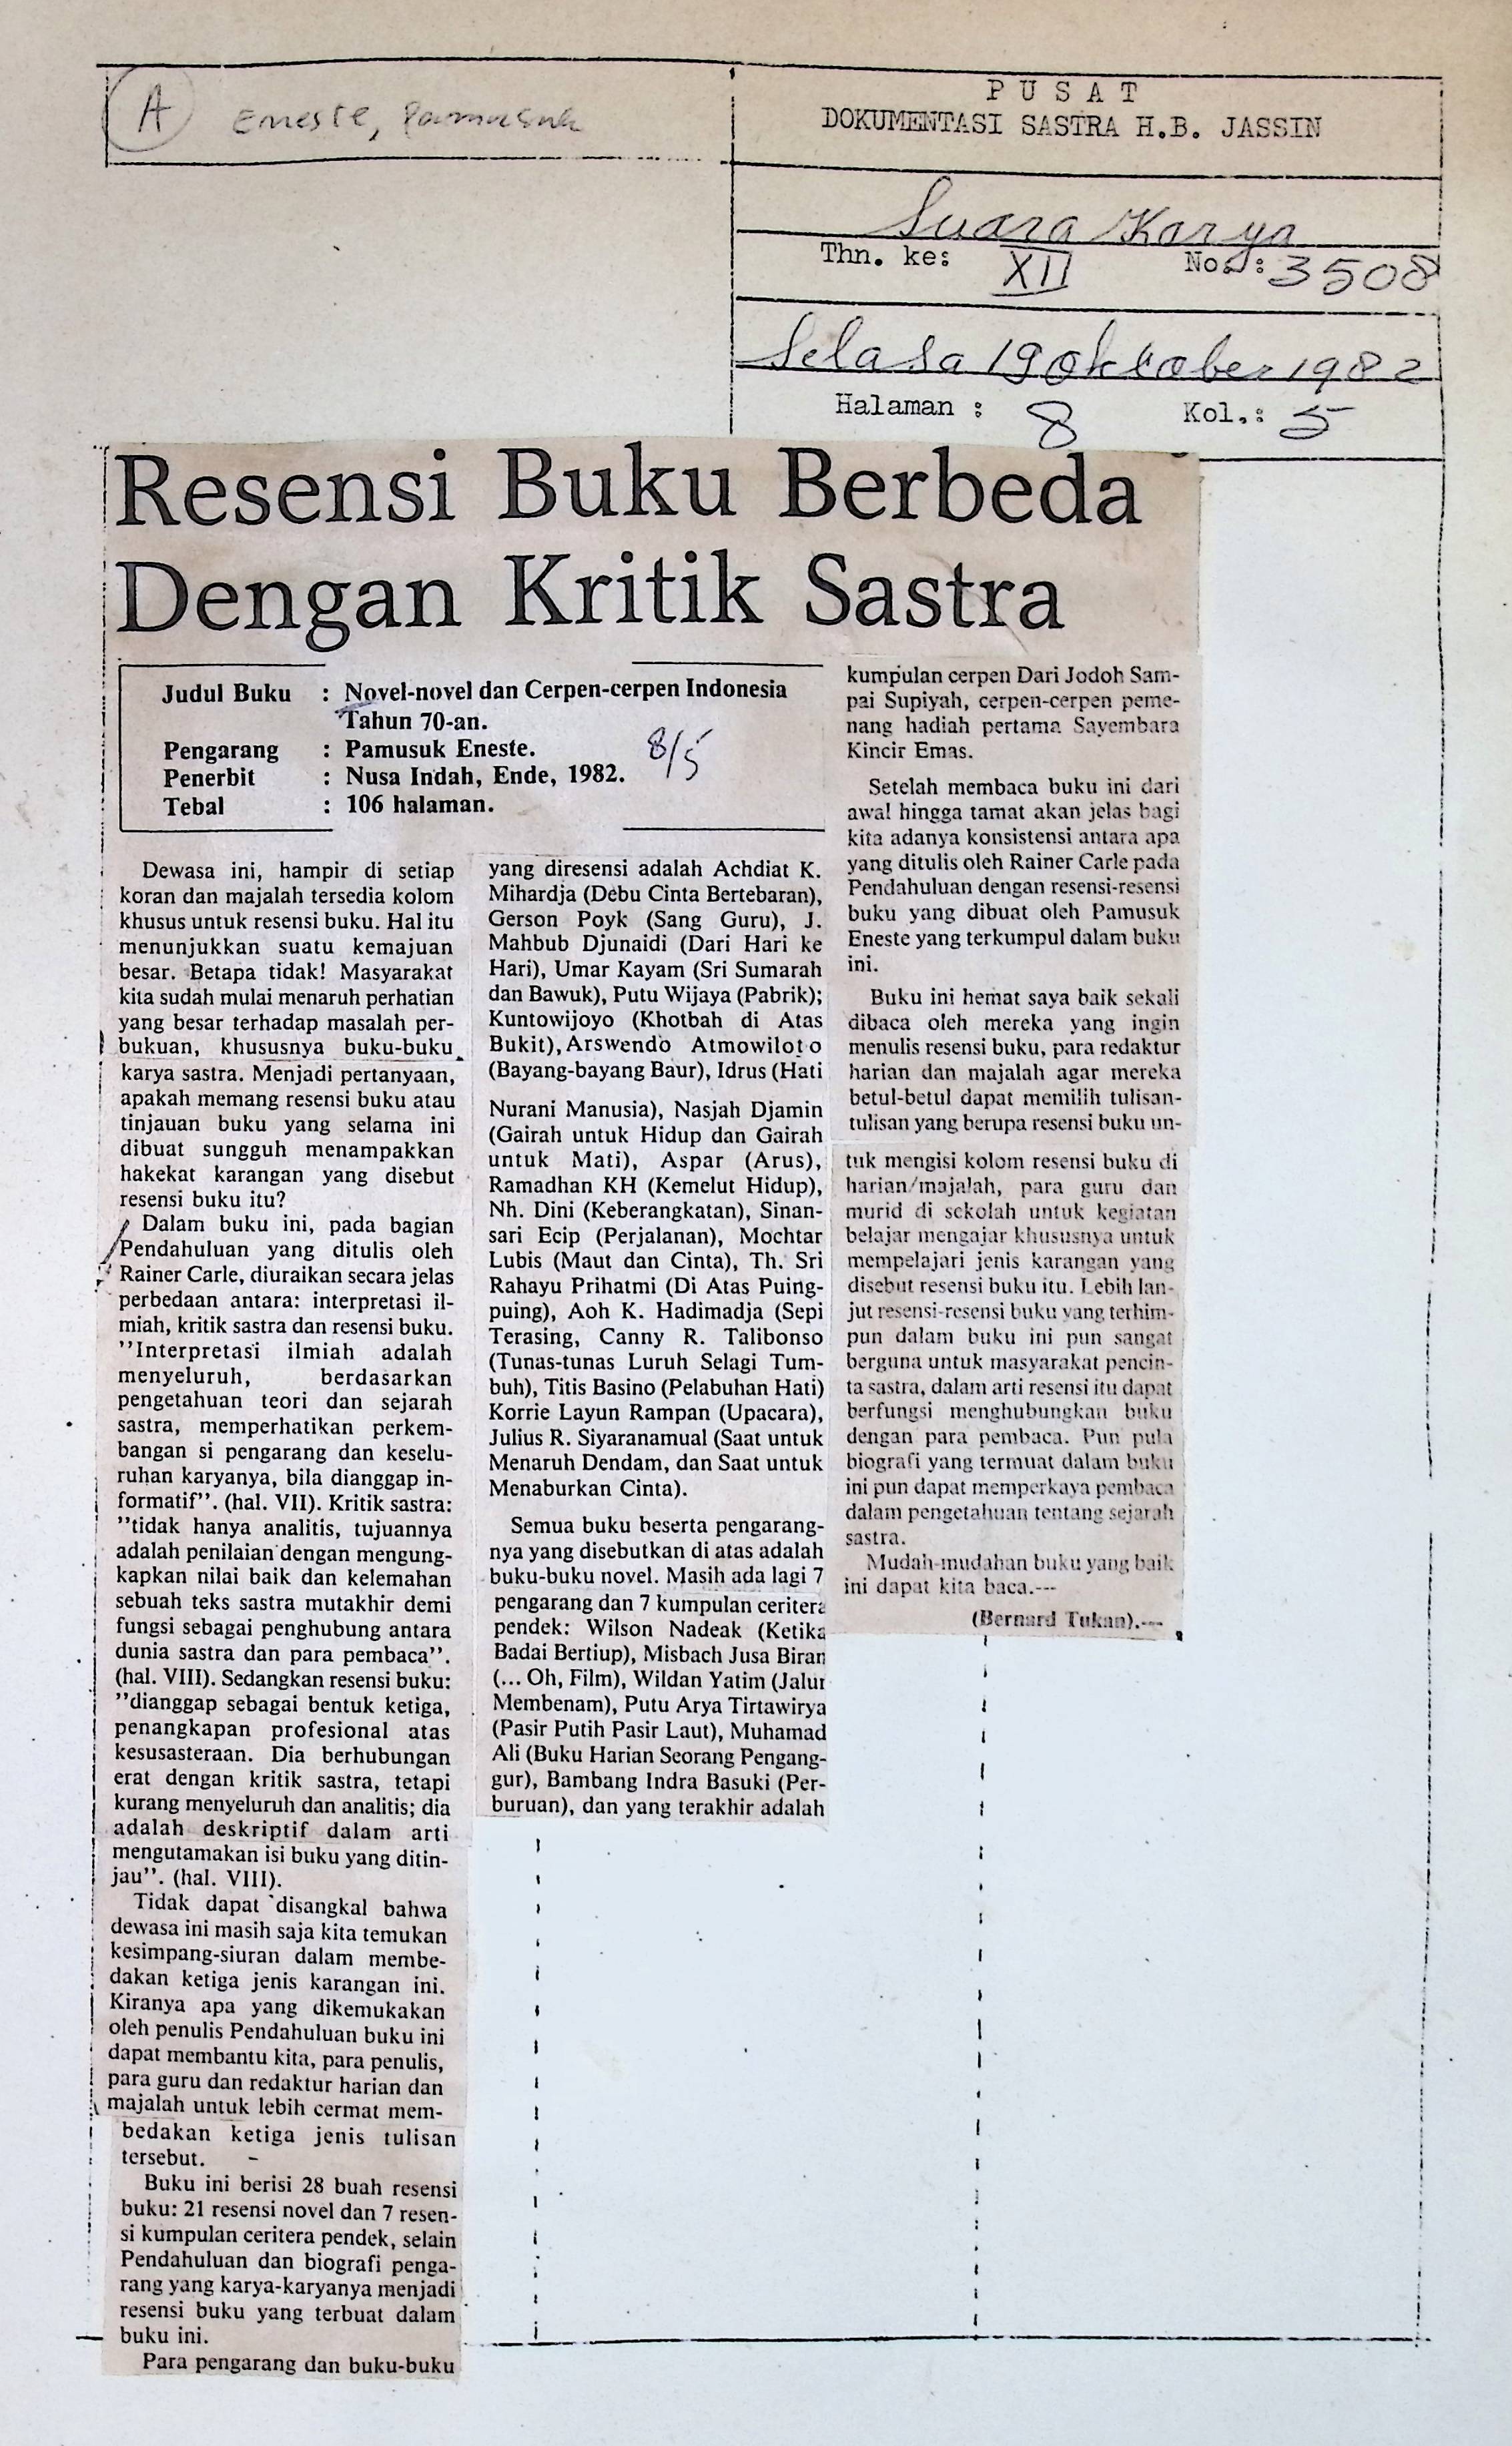 A Eneste, Pamusuk
PUSAT
DOKUMENTASI SASTRA H.B. JASSIN
Suara Karya
Thn. ke: XII No.: 3508
Selasa 19 Oktober 1982
Halaman : 8 Kol.: 5
Resensi Buku Berbeda
Dengan Kritik Sastra
Judul Buku : Novel-novel dan Cerpen-cerpen Indonesia
Tahun 70-an.
Pengarang : Pamusuk Eneste.
Penerbit : Nusa Indah, Ende, 1982.
Tebal : 106 halaman.
8/5
Dewasa ini, hampir di setiap
koran dan majalah tersedia kolom
khusus untuk resensi buku. Hal itu
menunjukkan suatu kemajuan
besar. Betapa tidak! Masyarakat
kita sudah mulai menaruh perhatian
yang besar terhadap masalah per-
bukuan, khususnya buku-buku
karya sastra. Menjadi pertanyaan,
apakah memang resensi buku atau
tinjauan buku yang selama ini
dibuat sungguh menampakkan
hakekat karangan yang disebut
resensi buku itu?
Dalam buku ini, pada bagian
Pendahuluan yang ditulis oleh
Rainer Carle, diuraikan secara jelas
perbedaan antara: interpretasi il-
miah, kritik sastra dan resensi buku.
''Interpretasi ilmiah adalah
menyeluruh, berdasarkan
pengetahuan teori dan sejarah
sastra, memperhatikan perkem-
bangan si pengarang dan keselu-
ruhan karyanya, bila dianggap in-
formatif''. (hal. VII). Kritik sastra:
''tidak hanya analitis, tujuannya
adalah penilaian dengan mengung-
kapkan nilai baik dan kelemahan
sebuah teks sastra mutakhir demi
fungsi sebagai penghubung antara
dunia sastra dan para pembaca''.
(hal. VIII). Sedangkan resensi buku:
''dianggap sebagai bentuk ketiga,
penangkapan profesional atas
kesusasteraan. Dia berhubungan
erat dengan kritik sastra, tetapi
kurang menyeluruh dan analitis; dia
adalah deskriptif dalam arti
mengutamakan isi buku yang ditin-
jau''. (hal. VIII).
Tidak dapat disangkal bahwa
dewasa ini masih saja kita temukan
kesimpang-siuran dalam membe-
dakan ketiga jenis karangan ini.
Kiranya apa yang dikemukakan
oleh penulis Pendahuluan buku ini
dapat membantu kita, para penulis,
para guru dan redaktur harian dan
majalah untuk lebih cermat mem-
bedakan ketiga jenis tulisan
tersebut.
Buku ini berisi 28 buah resensi
buku: 21 resensi novel dan 7 resen-
si kumpulan ceritera pendek, selain
Pendahuluan dan biografi penga-
rang yang karya-karyanya menjadi
resensi buku yang terbuat dalam
buku ini.
Para pengarang dan buku-buku
yang diresensi adalah Achdiat K.
Mihardja (Debu Cinta Bertebaran),
Gerson Poyk (Sang Guru), J.
Mahbub Djunaidi (Dari Hari ke
Hari), Umar Kayam (Sri Sumarah
dan Bawuk), Putu Wijaya (Pabrik);
Kuntowijoyo (Khotbah di Atas
Bukit), Arswendo Atmowiloto
(Bayang-bayang Baur), Idrus (Hati
Nurani Manusia), Nasjah Djamin
(Gairah untuk Hidup dan Gairah
untuk Mati), Aspar (Arus),
Ramadhan KH (Kemelut Hidup),
Nh. Dini (Keberangkatan), Sinan-
sari Ecip (Perjalanan), Mochtar
Lubis (Maut dan Cinta), Th. Sri
Rahayu Prihatmi (Di Atas Puing-
puing), Aoh K. Hadimadja (Sepi
Terasing, Canny R. Talibonso
(Tunas-tunas Luruh Selagi Tum-
buh), Titis Basino (Pelabuhan Hati)
Korrie Layun Rampan (Upacara),
Julius R. Siyaranamual (Saat untuk
Menaruh Dendam, dan Saat untuk
Menaburkan Cinta).
Semua buku beserta pengarang-
nya yang disebutkan di atas adalah
buku-buku novel. Masih ada lagi 7
pengarang dan 7 kumpulan ceritera
pendek: Wilson Nadeak (Ketika
Badai Bertiup), Misbach Jusa Biran
(... Oh, Film), Wildan Yatim (Jalur
Membenam), Putu Arya Tirtawirya
(Pasir Putih Pasir Laut), Muhamad
Ali (Buku Harian Seorang Pengang-
gur), Bambang Indra Basuki (Per-
buruan), dan yang terakhir adalah
kumpulan cerpen Dari Jodoh Sam-
pai Supiyah, cerpen-cerpen peme-
nang hadiah pertama Sayembara
Kincir Emas.
Setelah membaca buku ini dari
awal hingga tamat akan jelas bagi
kita adanya konsistensi antara apa
yang ditulis oleh Rainer Carle pada
Pendahuluan dengan resensi-resensi
buku yang dibuat oleh Pamusuk
Eneste yang terkumpul dalam buku
ini.
Buku ini hemat saya baik sekali
dibaca oleh mereka yang ingin
menulis resensi buku, para redaktur
harian dan majalah agar mereka
betul-betul dapat memilih tulisan-
tulisan yang berupa resensi buku un-
tuk mengisi kolom resensi buku di
harian/majalah, para guru dan
murid di sekolah untuk kegiatan
belajar mengajar khususnya untuk
mempelajari jenis karangan yang
disebut resensi buku itu. Lebih lan-
jut resensi-resensi buku yang terhim-
pun dalam buku ini pun sangat
berguna untuk masyarakat pencin-
ta sastra, dalam arti resensi itu dapat
berfungsi menghubungkan buku
dengan para pembaca. Pun pula
biografi yang termuat dalam buku
ini pun dapat memperkaya pembaca
dalam pengetahuan tentang sejarah
sastra.
Mudah-mudahan buku yang baik
ini dapat kita baca.---
(Bernard Tukan).---